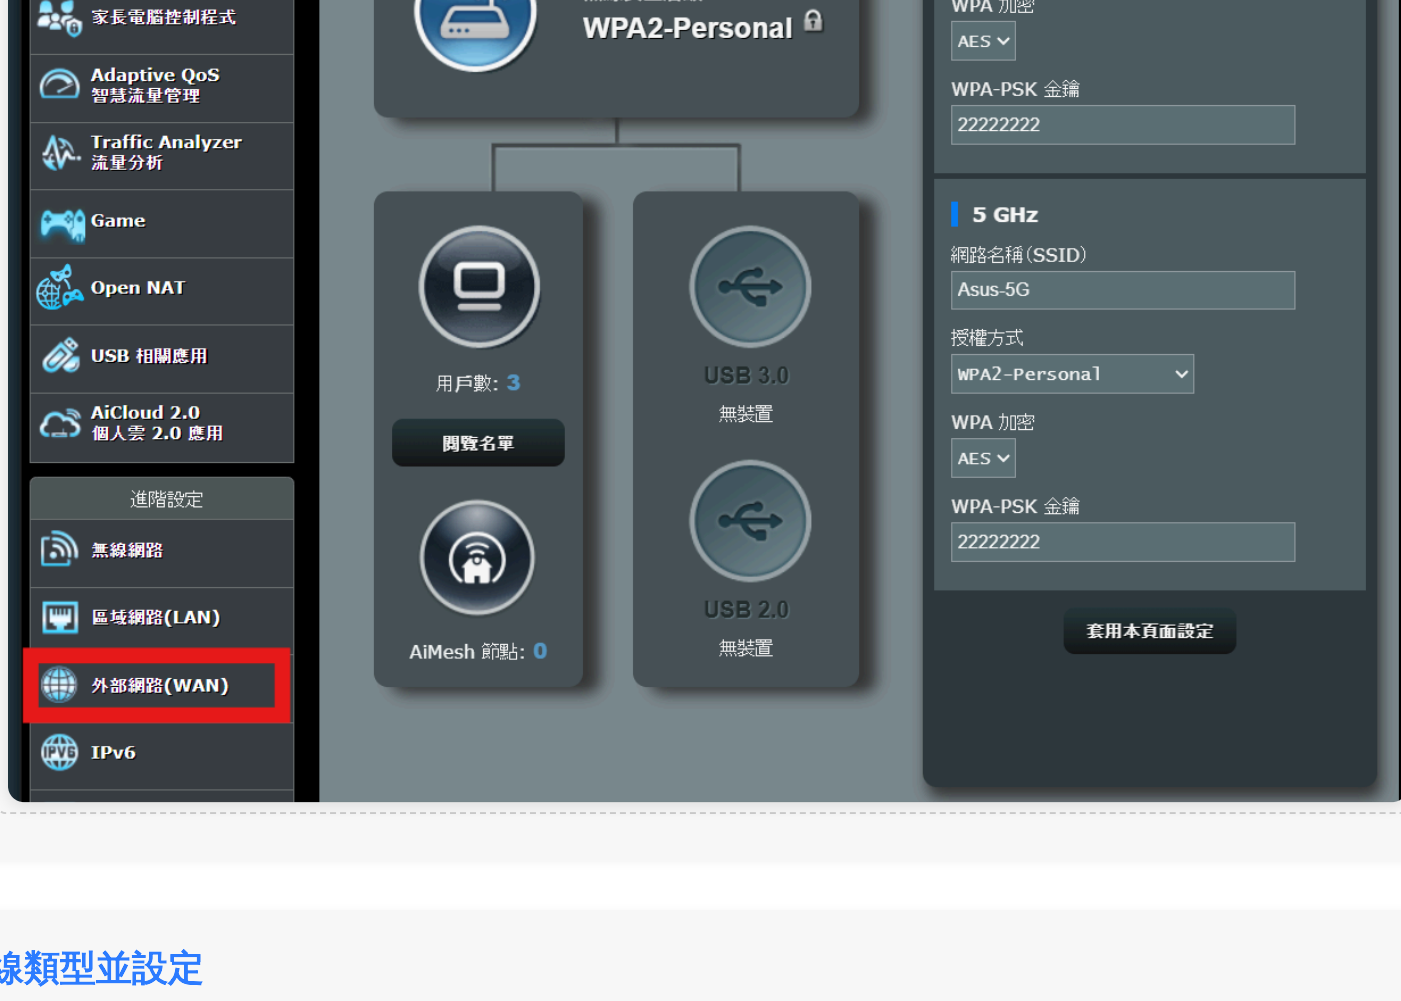 家長電腦控制程式
Adaptive QoS
智慧流量管理
Traffic Analyzer
流量分析
Game
Open NAT
USB 相關應用
AiCloud 2.0
個人雲 2.0 應用
進階設定
無線網路
區域網路(LAN)
外部網路(WAN)
IPv6
WPA2-Personal
用戶數: 3
閱覽名單
AiMesh 節點: 0
USB 3.0
無裝置
USB 2.0
無裝置
WPA 加密
AES
WPA-PSK 金鑰
22222222
5 GHz
網路名稱(SSID)
Asus-5G
授權方式
WPA2-Personal
WPA 加密
AES
WPA-PSK 金鑰
22222222
套用本頁面設定
線類型並設定